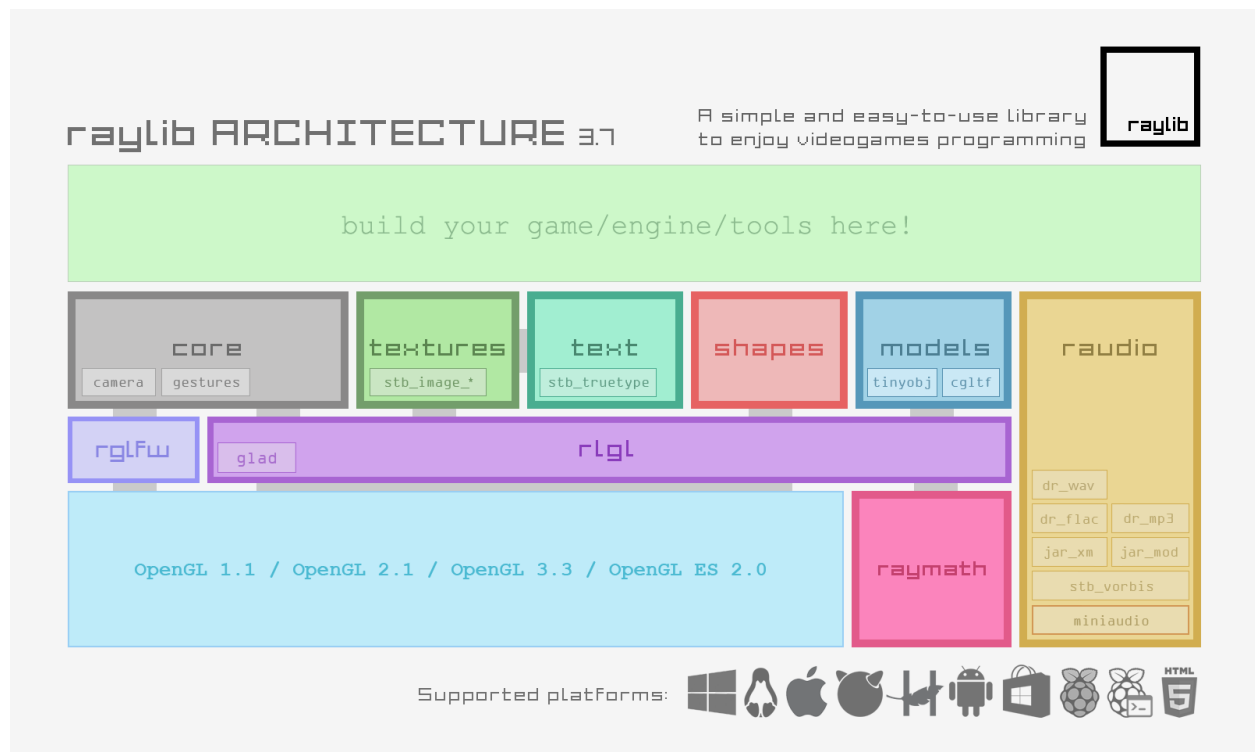 raylib ARCHITECTURE 3.7
A simple and easy-to-use library
to enjoy videogames programming
raylib
build your game/engine/tools here!
core
camera
gestures
textures
stb_image_*
text
stb_truetype
shapes
models
tinyobj
cgltf
raudio
rglfw
glad
rlgl
dr_wav
dr_flac
dr_mp3
jar_xm
jar_mod
stb_vorbis
miniaudio
OpenGL 1.1 / OpenGL 2.1 / OpenGL 3.3 / OpenGL ES 2.0
raymath
Supported platforms:
HTML
5